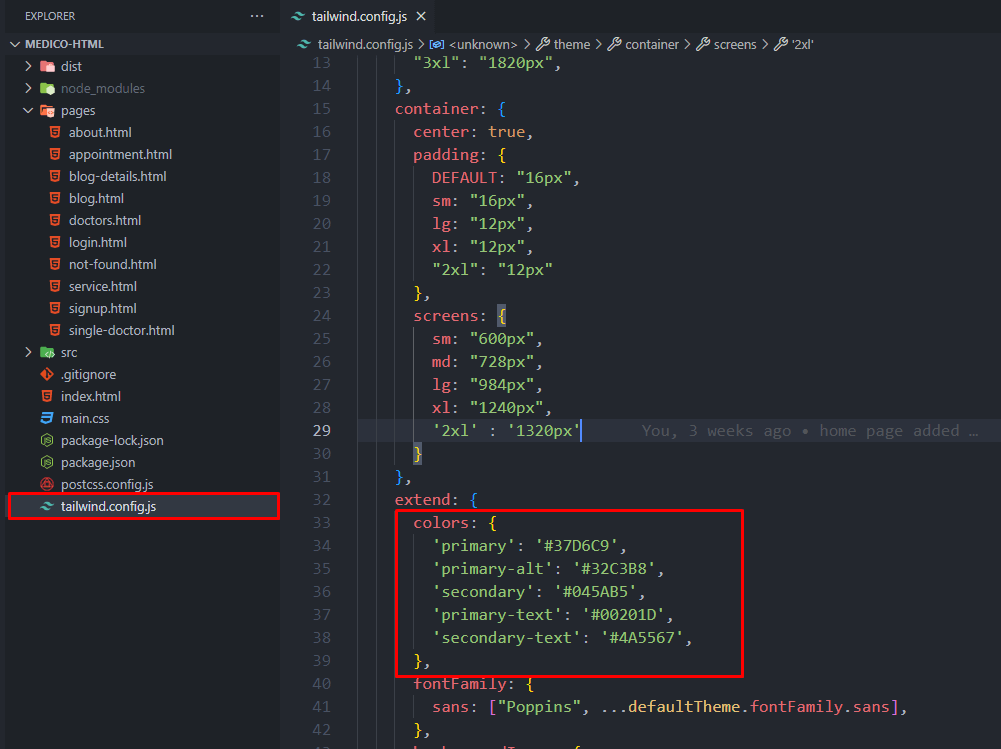 EXPLORER ···
MEDICO-HTML
dist
node_modules
pages
about.html
appointment.html
blog-details.html
blog.html
doctors.html
login.html
not-found.html
service.html
signup.html
single-doctor.html
src
.gitignore
index.html
main.css
package-lock.json
package.json
postcss.config.js
tailwind.config.js
tailwind.config.js ×
tailwind.config.js > <unknown> > theme > container > screens > '2xl'
13 "3xl": "1820px",
14 },
15 container: {
16 center: true,
17 padding: {
18 DEFAULT: "16px",
19 sm: "16px",
20 lg: "12px",
21 xl: "12px",
22 "2xl": "12px"
23 },
24 screens: {
25 sm: "600px",
26 md: "728px",
27 lg: "984px",
28 xl: "1240px",
29 '2xl' : '1320px' You, 3 weeks ago • home page added …
30 }
31 },
32 extend: {
33 colors: {
34 'primary': '#37D6C9',
35 'primary-alt': '#32C3B8',
36 'secondary': '#045AB5',
37 'primary-text': '#00201D',
38 'secondary-text': '#4A5567',
39 },
40 fontFamily: {
41 sans: ["Poppins", ...defaultTheme.fontFamily.sans],
42 },